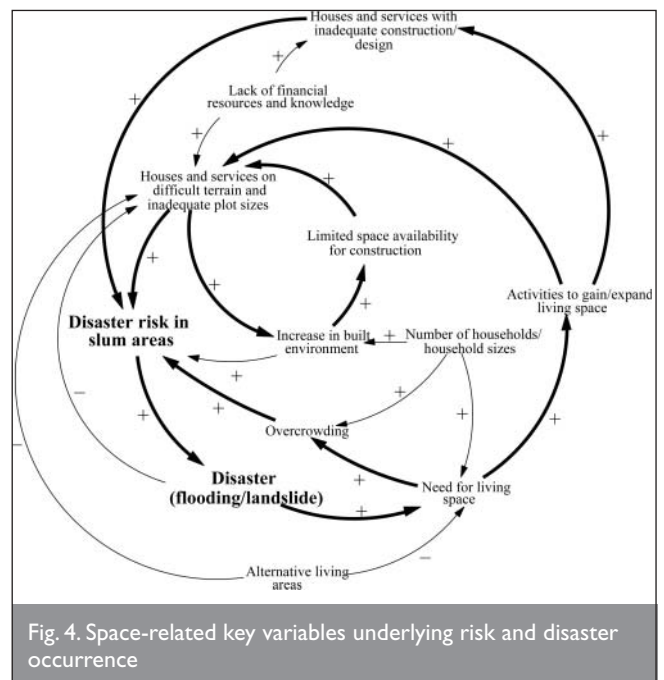 Houses and services with
inadequate construction/
design
+
Lack of financial
resources and knowledge
+
+
+
+
Houses and services on
difficult terrain and
inadequate plot sizes
+
Limited space availability
for construction
+
+
+
Activities to gain/expand
living space
Disaster risk in
slum areas
Increase in built
environment
+
Number of households/
household sizes
+
+
+
−
+
+
+
Overcrowding
+
−
Disaster
(flooding/landslide)
+
+
Need for living
space
−
Alternative living
areas
Fig. 4. Space-related key variables underlying risk and disaster
occurrence